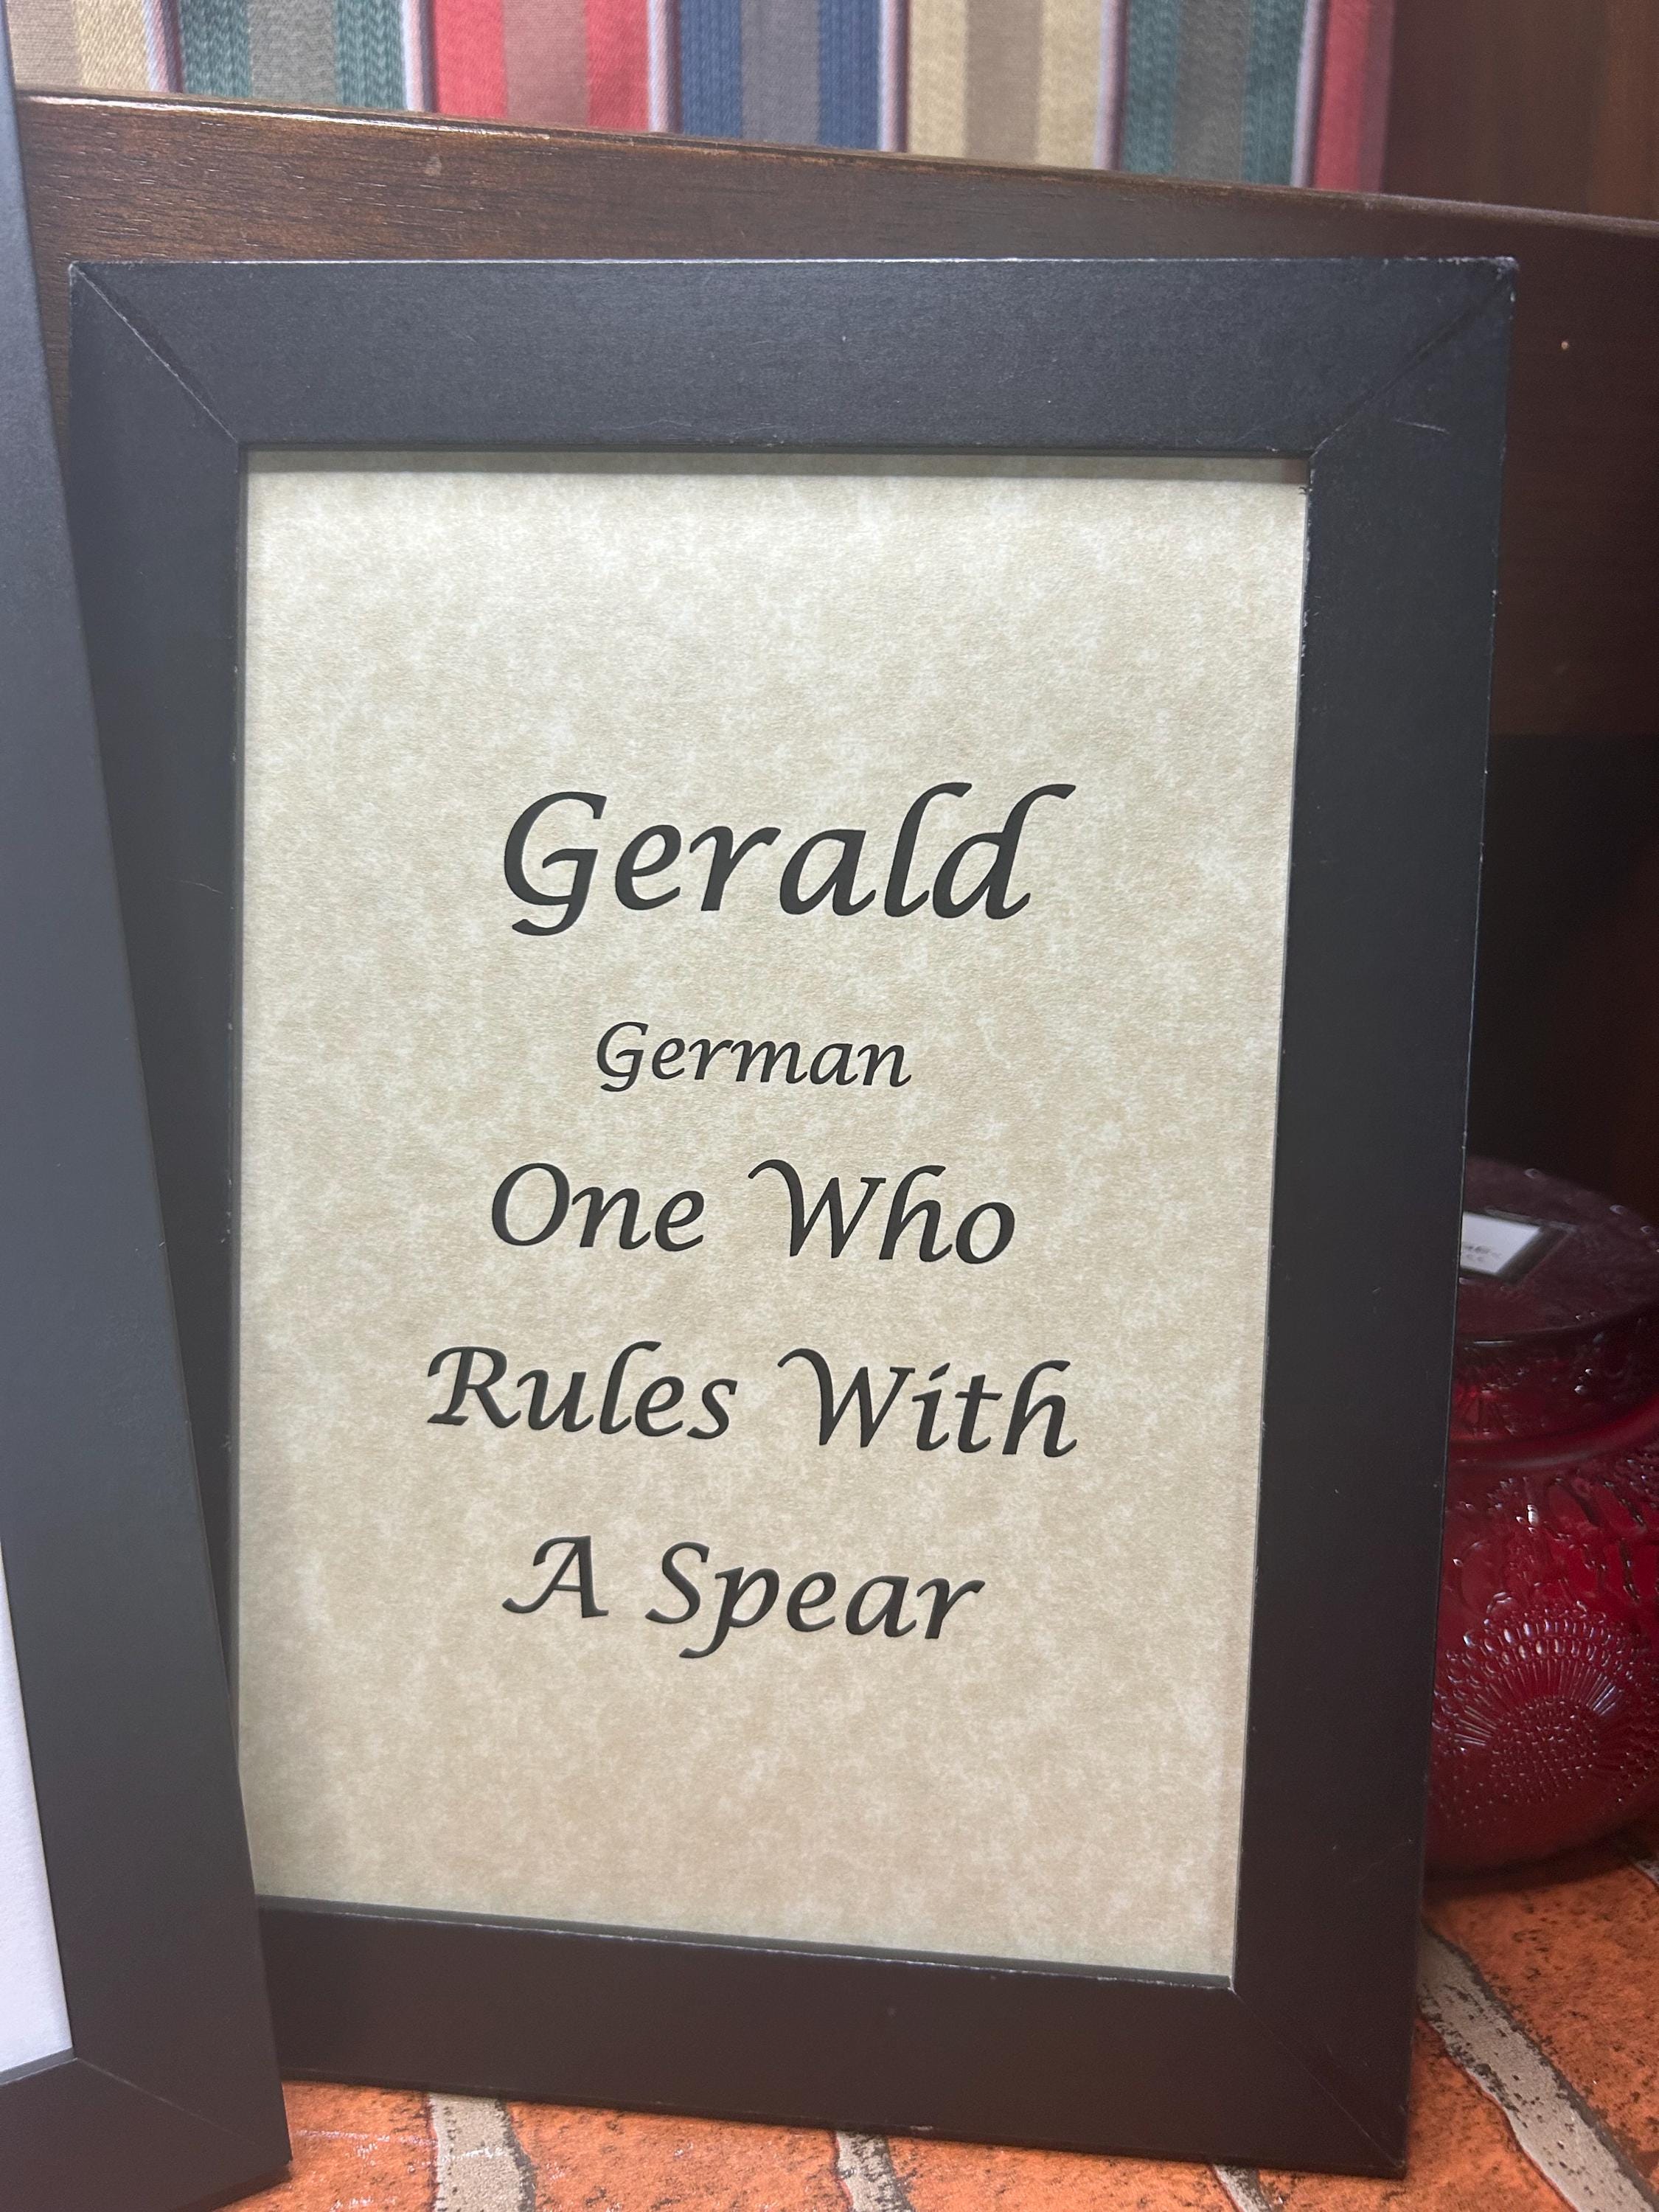 Gerald
German
One Who
Rules With
A Spear